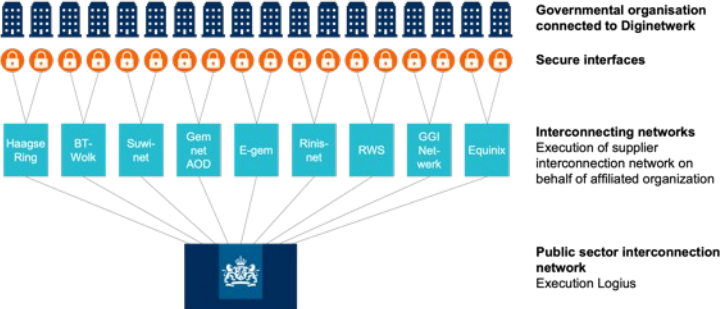 Governmental organisation
connected to Diginetwerk
Secure interfaces
Haagse
Ring
BT-
Wolk
Suwi-
net
Gem
net
AOD
E-gem
Rinis-
net
RWS
GGI
Net-
werk
Equinix
Interconnecting networks
Execution of supplier
interconnection network on
behalf of affiliated organization
Public sector interconnection
network
Execution Logius